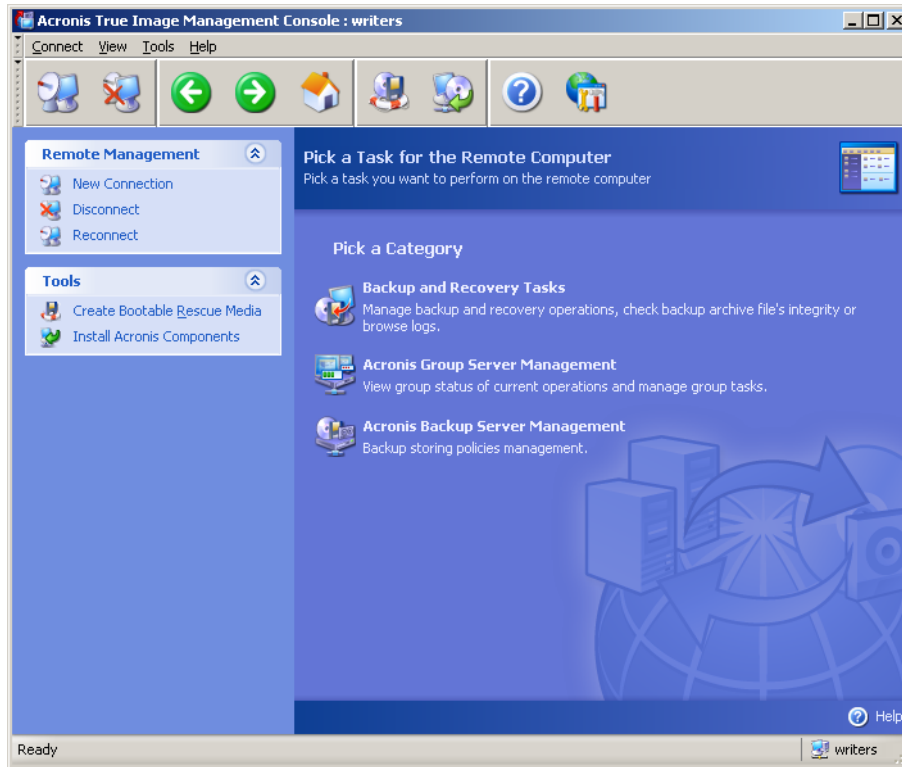 Acronis True Image Management Console : writers
Connect View Tools Help
Remote Management
New Connection
Disconnect
Reconnect
Tools
Create Bootable Rescue Media
Install Acronis Components
Pick a Task for the Remote Computer
Pick a task you want to perform on the remote computer
Pick a Category
Backup and Recovery Tasks
Manage backup and recovery operations, check backup archive file's integrity or
browse logs.
Acronis Group Server Management
View group status of current operations and manage group tasks.
Acronis Backup Server Management
Backup storing policies management.
Help
Ready
writers